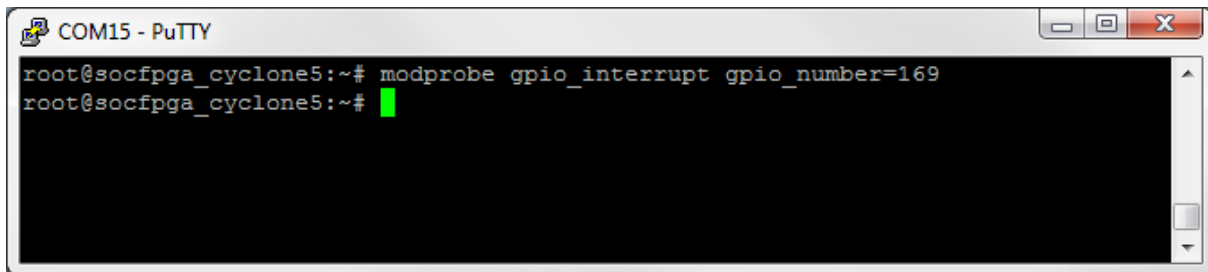 COM15 - PuTTY
root@socfpga_cyclone5:~# modprobe gpio_interrupt gpio_number=169
root@socfpga_cyclone5:~#